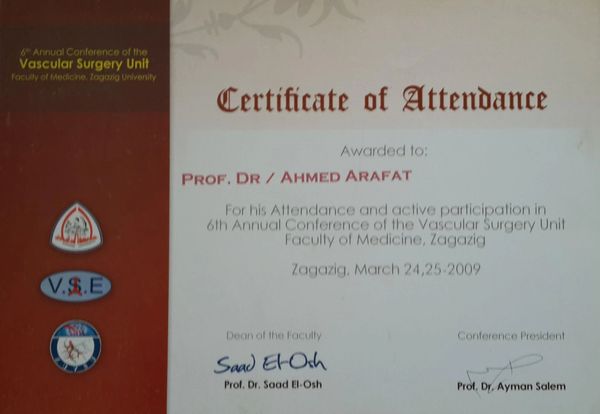 6th Annual Conference of the
Vascular Surgery Unit
Faculty of Medicine, Zagazig Univenity
Certificate of Attendance
Awarded to:
Prof. Dr / Ahmed Arafat
For his Attendance and active participation in
6th Annual Conference of the Vascular Surgery Unit
Faculty of Medicine, Zagazig
Zagazig, March 24,25-2009
V.S.E
Dean of the Faculty
Saad El-Osh
Prof. Dr. Saad El-Osh
Conference President
Prof. Dr. Ayman Salem